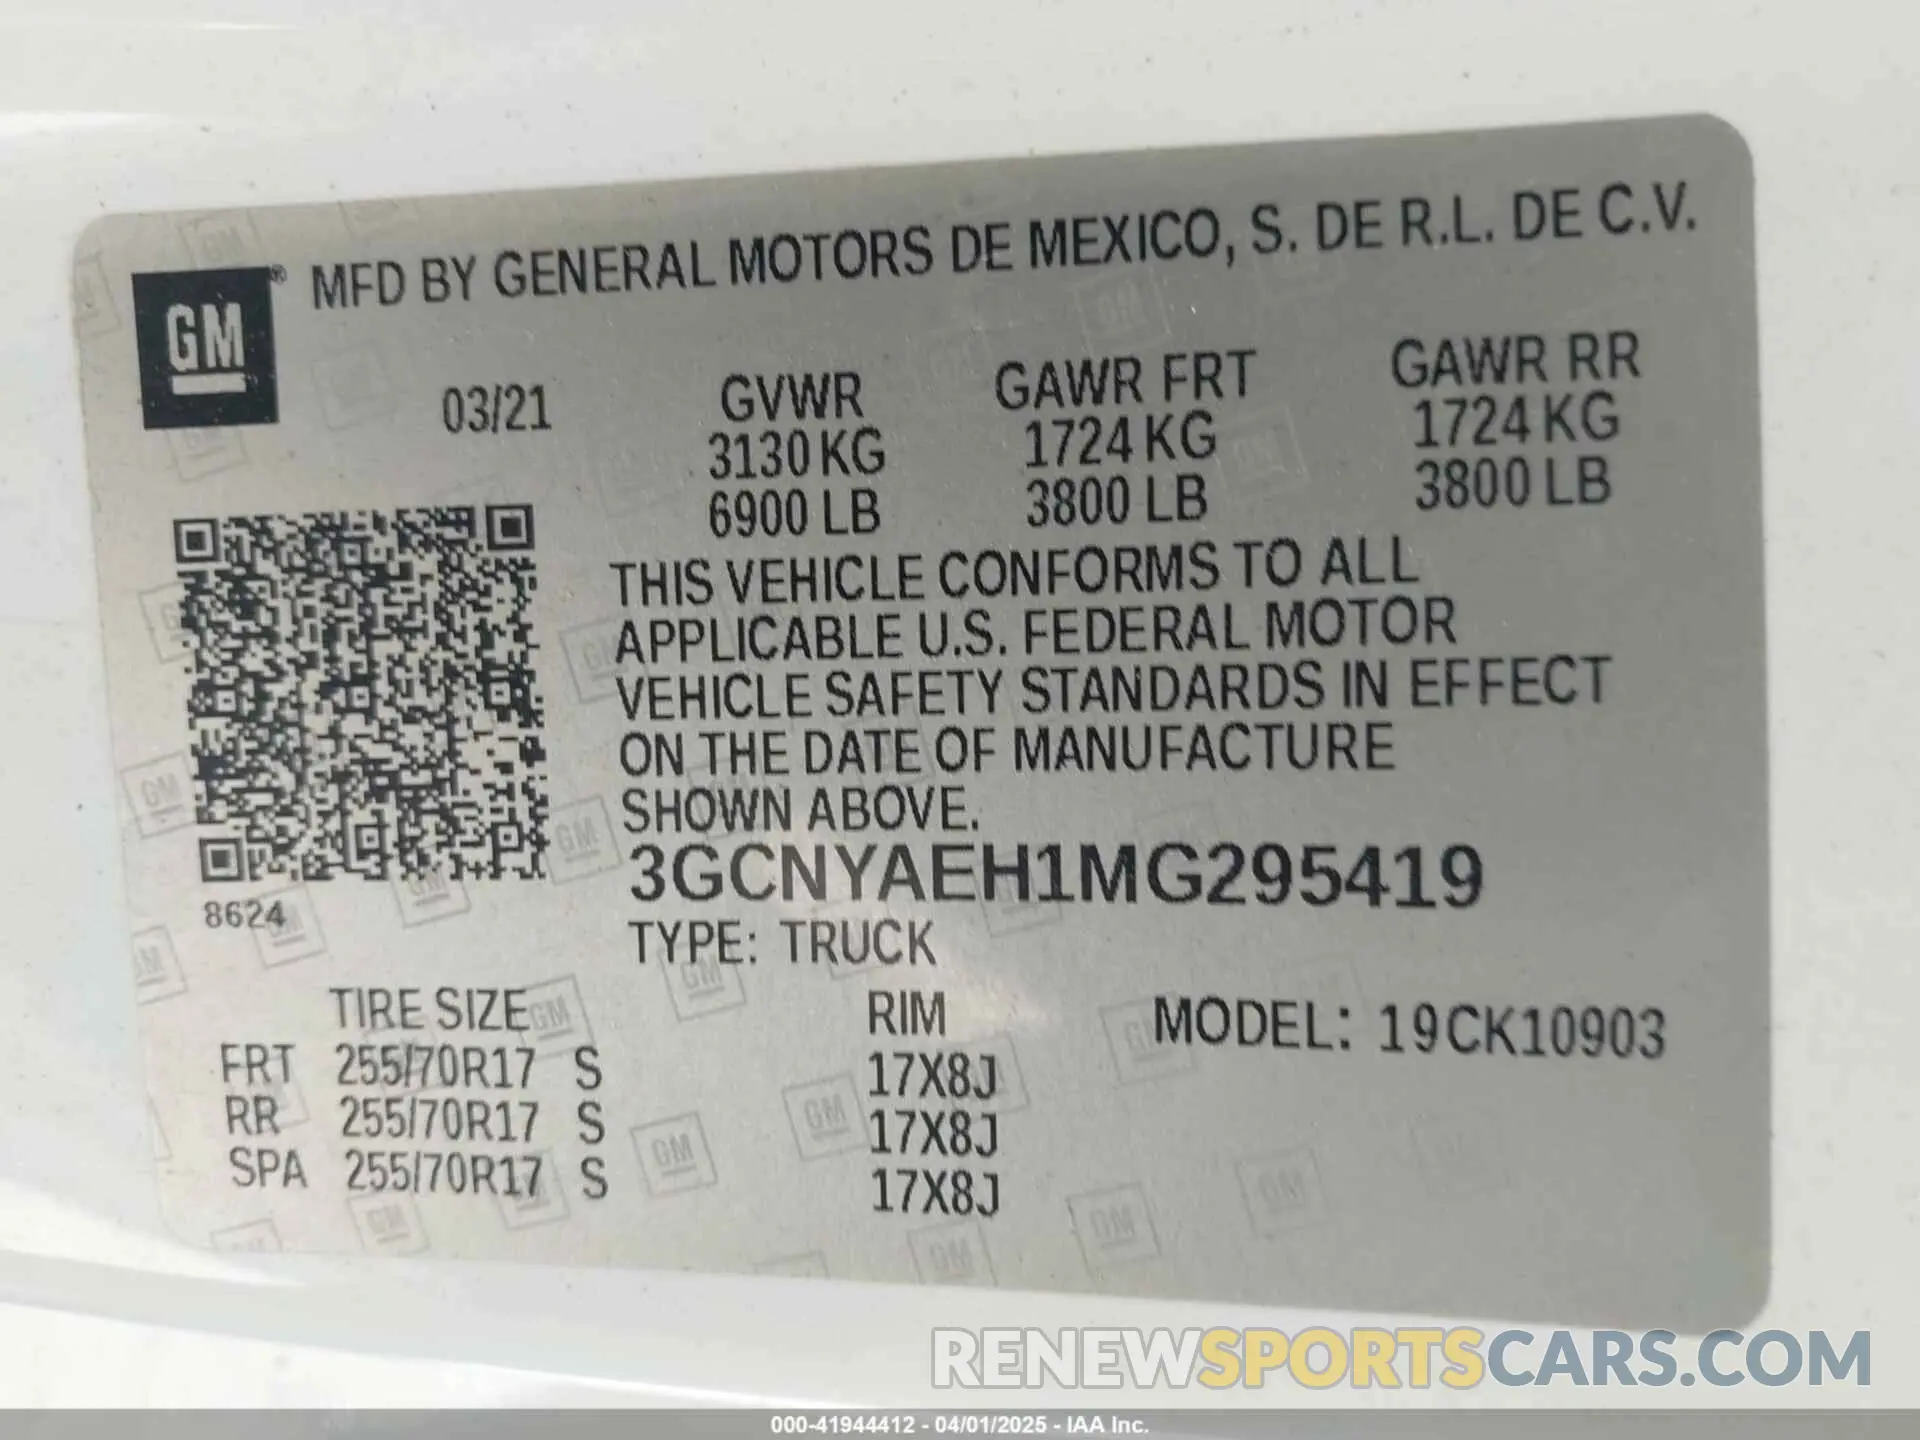 GM ® MFD BY GENERAL MOTORS DE MEXICO, S. DE R.L. DE C.V.
03/21 GVWR GAWR FRT GAWR RR
3130 KG 1724 KG 1724 KG
6900 LB 3800 LB 3800 LB
THIS VEHICLE CONFORMS TO ALL
APPLICABLE U.S. FEDERAL MOTOR
VEHICLE SAFETY STANDARDS IN EFFECT
ON THE DATE OF MANUFACTURE
SHOWN ABOVE.
3GCNYAEH1MG295419
8624
TYPE: TRUCK
TIRE SIZE RIM MODEL: 19CK10903
FRT 255/70R17 S 17X8J
RR 255/70R17 S 17X8J
SPA 255/70R17 S 17X8J
RENEWSPORTSCARS.COM
000-41944412 - 04/01/2025 - IAA Inc.